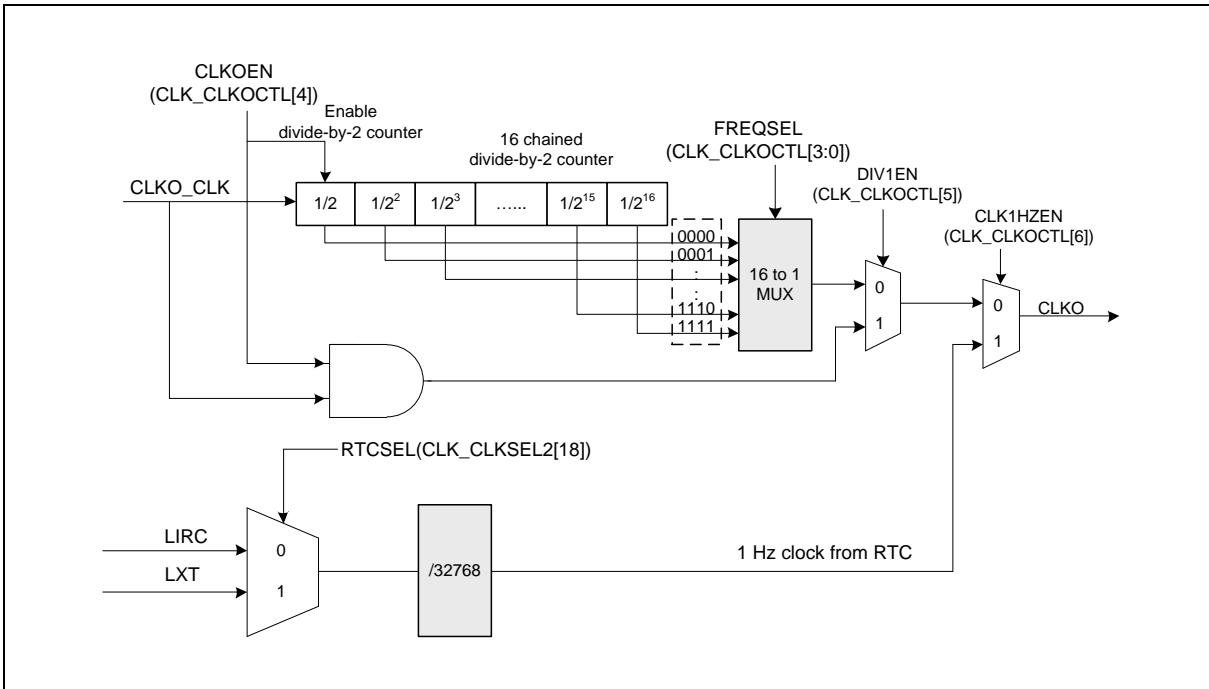 CLKOEN
(CLK_CLKOCTL[4])
Enable
divide-by-2 counter
16 chained
divide-by-2 counter
FREQSEL
(CLK_CLKOCTL[3:0])
DIV1EN
(CLK_CLKOCTL[5])
CLK1HZEN
(CLK_CLKOCTL[6])
CLKO_CLK
1/2
1/2²
1/2³
…...
1/2¹⁵
1/2¹⁶
0000
0001
:
:
1110
1111
16 to 1
MUX
0
1
0
1
CLKO
RTCSEL(CLK_CLKSEL2[18])
LIRC
LXT
0
1
/32768
1 Hz clock from RTC